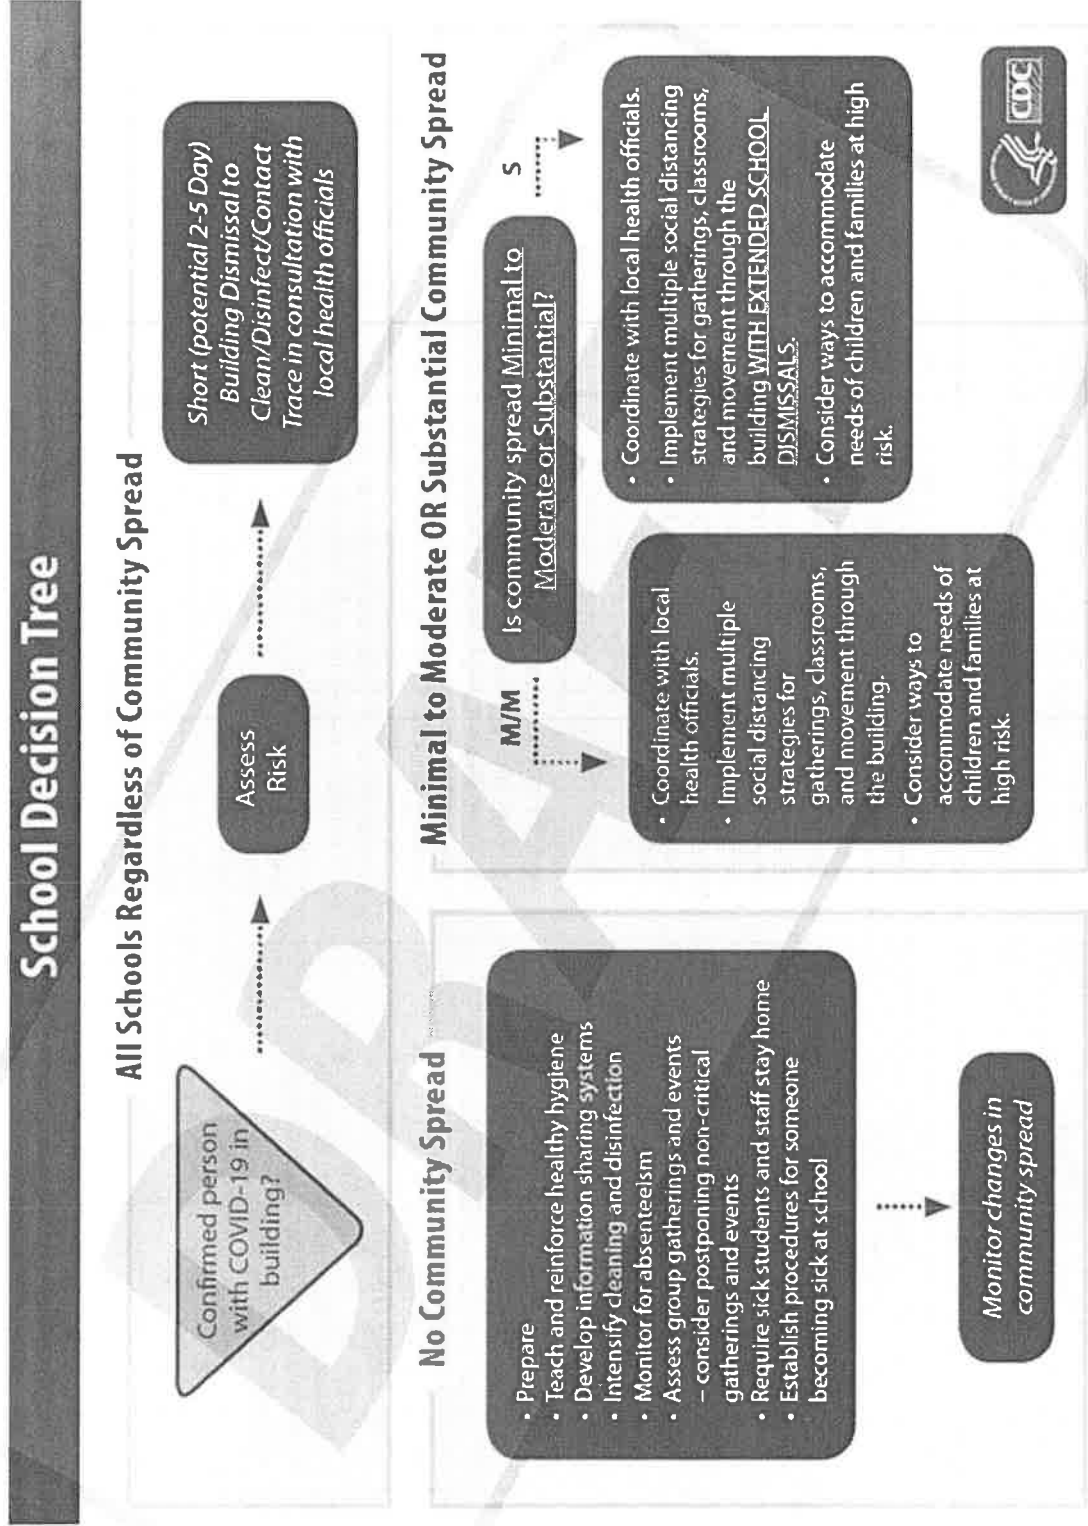 School Decision Tree
All Schools Regardless of Community Spread
Confirmed person
with COVID-19 in
building?
Assess
Risk
Short (potential 2-5 Day)
Building Dismissal to
Clean/Disinfect/Contact
Trace in consultation with
local health officials
No Community Spread
• Prepare
• Teach and reinforce healthy hygiene
• Develop information sharing systems
• Intensify cleaning and disinfection
• Monitor for absenteeism
• Assess group gatherings and events
– consider postponing non-critical
gatherings and events
• Require sick students and staff stay home
• Establish procedures for someone
becoming sick at school
Monitor changes in
community spread
Minimal to Moderate OR Substantial Community Spread
Is community spread Minimal to
Moderate or Substantial?
M/M
S
• Coordinate with local
health officials.
• Implement multiple
social distancing
strategies for
gatherings, classrooms,
and movement through
the building.
• Consider ways to
accommodate needs of
children and families at
high risk.
• Coordinate with local health officials.
• Implement multiple social distancing
strategies for gatherings, classrooms,
and movement through the
building WITH EXTENDED SCHOOL
DISMISSALS.
• Consider ways to accommodate
needs of children and families at high
risk.
CDC
DRAFT